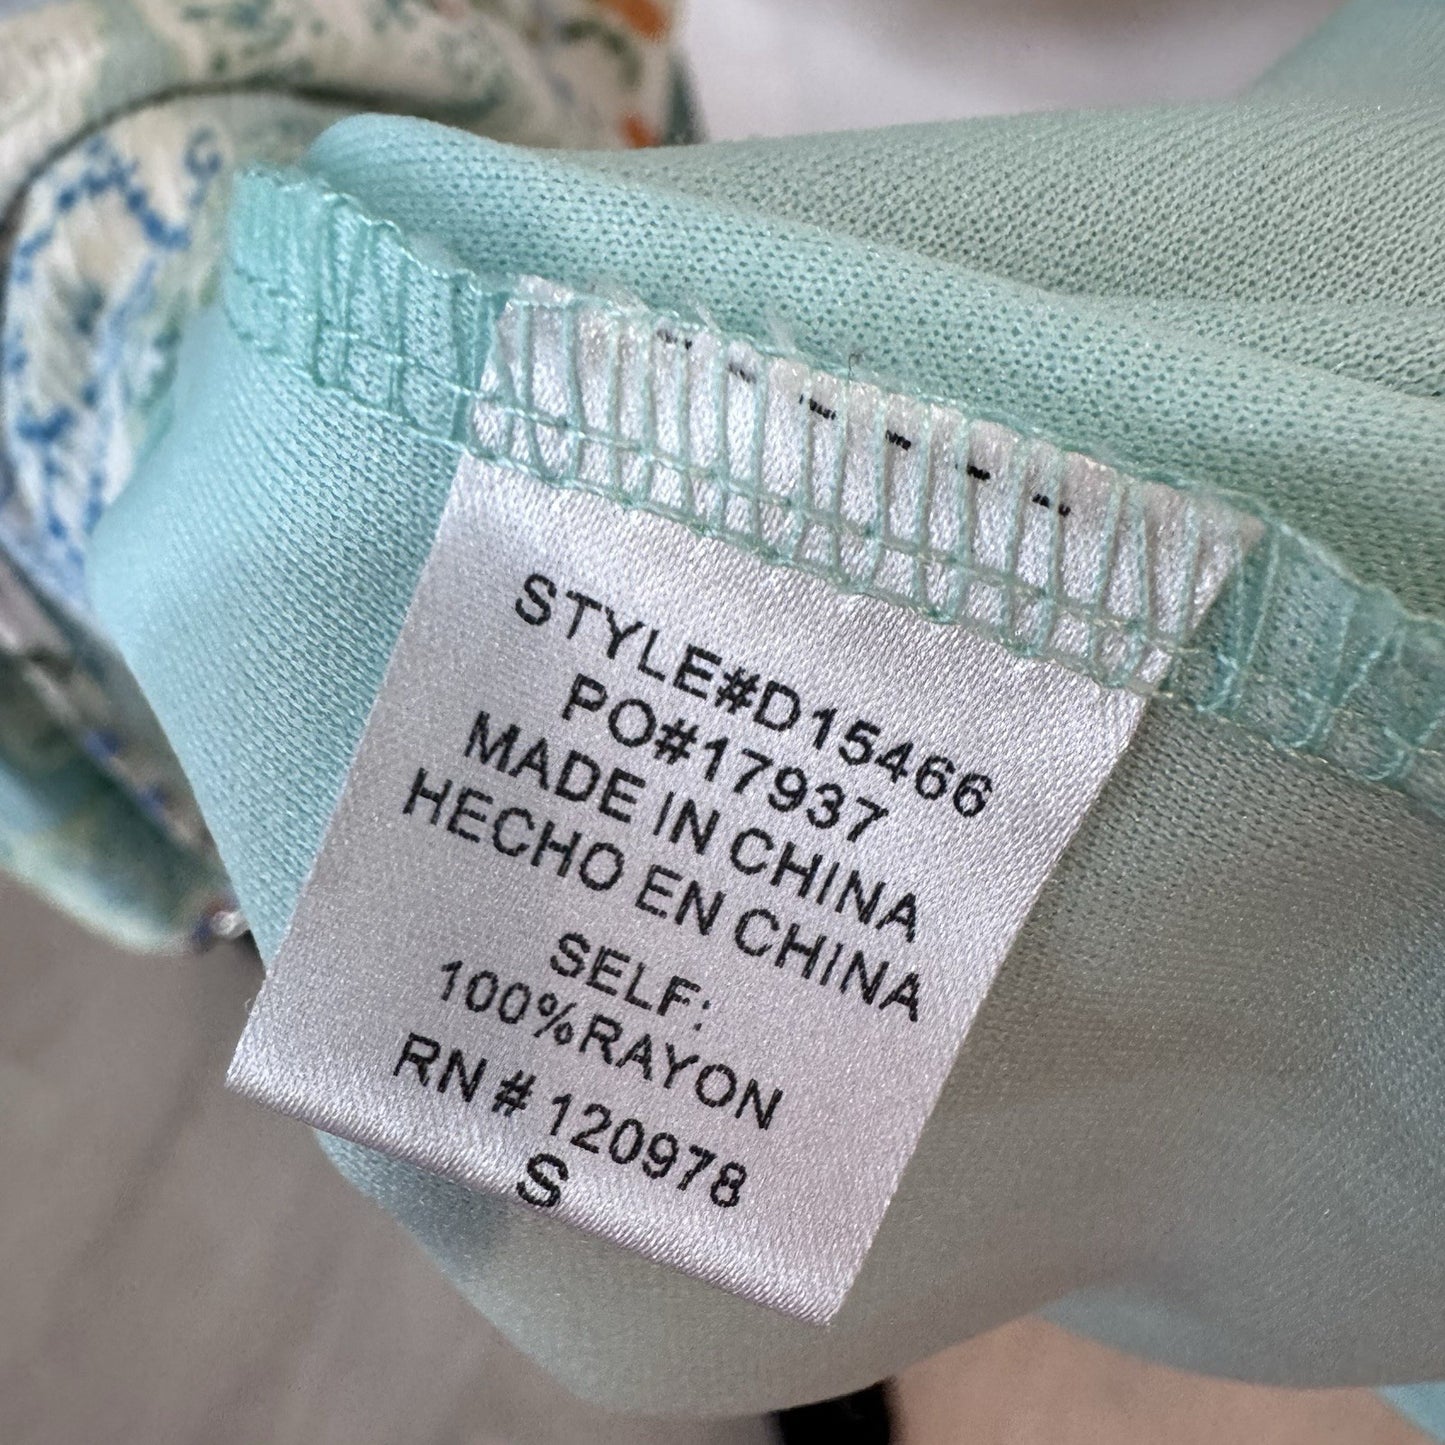 STYLE#D15466
PO#17937
MADE IN CHINA
HECHO EN CHINA
SELF:
100%RAYON
RN # 120978
S